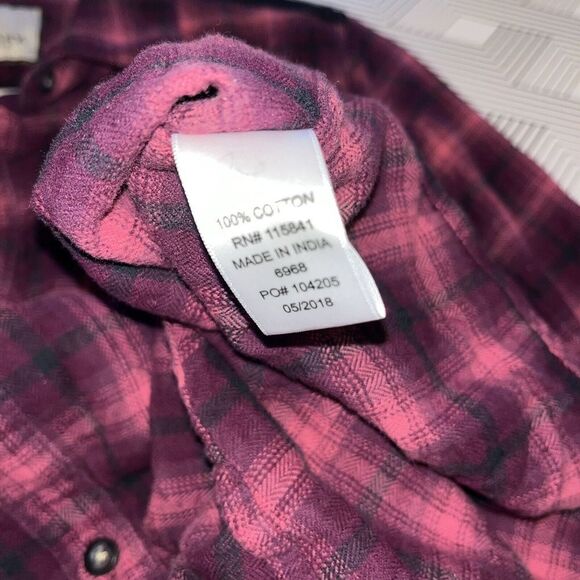 100% COTTON
RN# 115841
MADE IN INDIA
6968
PO# 104205
05/2018